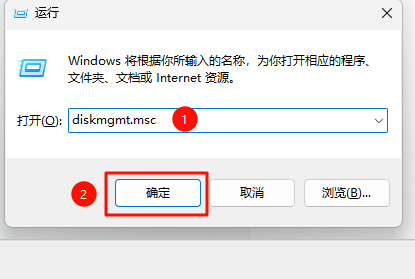 运行
Windows 将根据你所输入的名称，为你打开相应的程序、
文件夹、文档或 Internet 资源。
打开(O): diskmgmt.msc 1
2 确定 取消 浏览(B)...